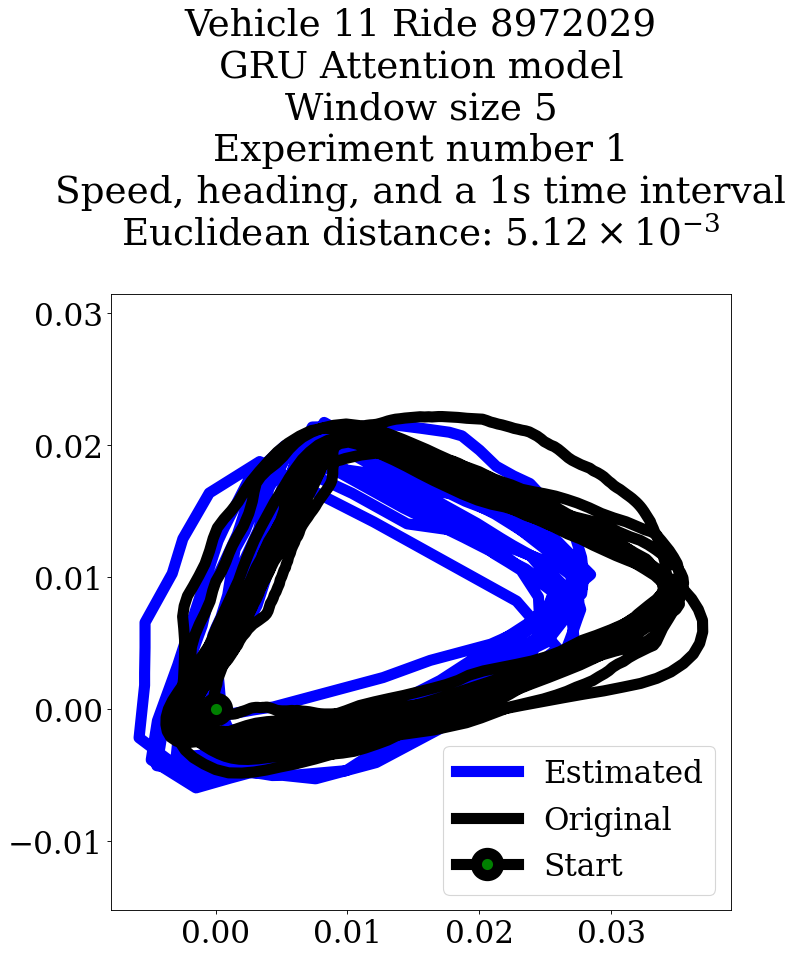 Vehicle 11 Ride 8972029
GRU Attention model
Window size 5
Experiment number 1
Speed, heading, and a 1s time interval
Euclidean distance: 5.12 × 10⁻³
0.03
0.02
0.01
0.00
−0.01
Estimated
Original
Start
0.00 0.01 0.02 0.03